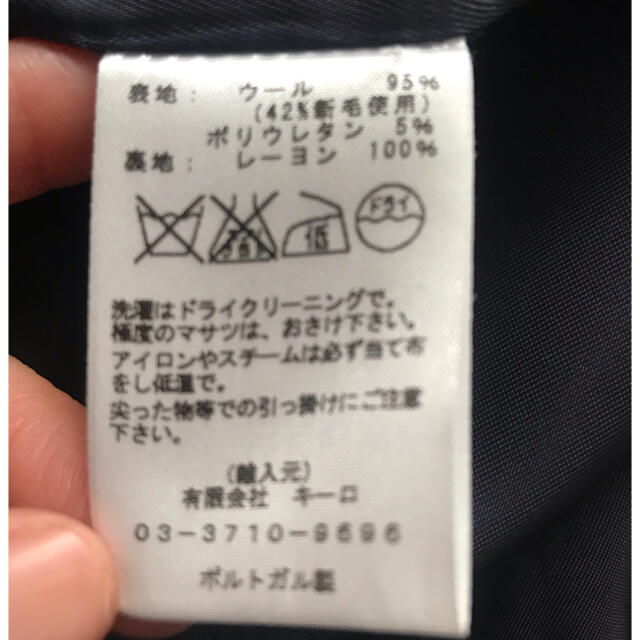 表地： ウール 95%
(42%新毛使用)
ポリウレタン 5%
裏地： レーヨン 100%
低 ドライ
洗濯はドライクリーニングで。
極度のマサツは、おさけ下さい。
アイロンやスチームは必ず当て布
をし低温で。
尖った物等での引っ掛けにご注意
下さい。
(輸入元)
有限会社 キーロ
03-3710-9696
ポルトガル製